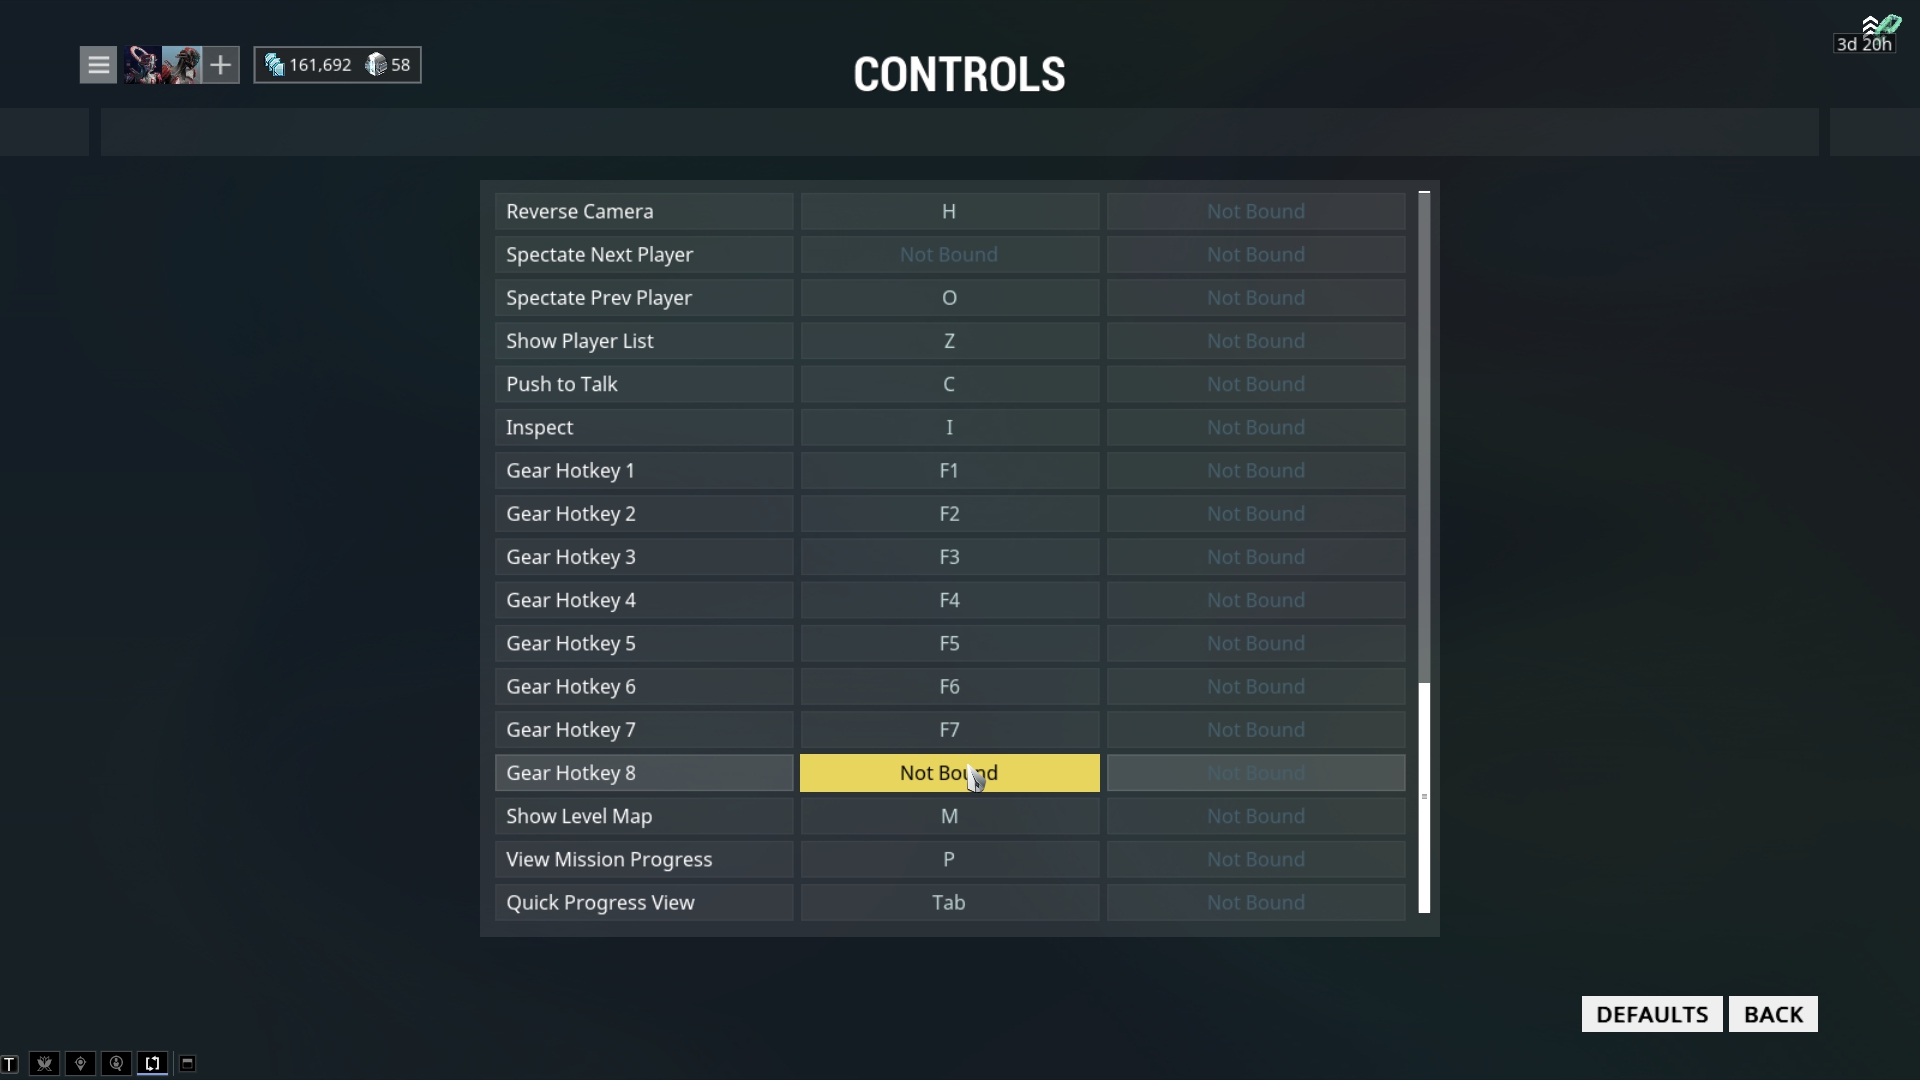 161,692 58
CONTROLS
3d 20h
Reverse Camera H Not Bound
Spectate Next Player Not Bound Not Bound
Spectate Prev Player O Not Bound
Show Player List Z Not Bound
Push to Talk C Not Bound
Inspect I Not Bound
Gear Hotkey 1 F1 Not Bound
Gear Hotkey 2 F2 Not Bound
Gear Hotkey 3 F3 Not Bound
Gear Hotkey 4 F4 Not Bound
Gear Hotkey 5 F5 Not Bound
Gear Hotkey 6 F6 Not Bound
Gear Hotkey 7 F7 Not Bound
Gear Hotkey 8 Not Bound Not Bound
Show Level Map M Not Bound
View Mission Progress P Not Bound
Quick Progress View Tab Not Bound
DEFAULTS BACK
T